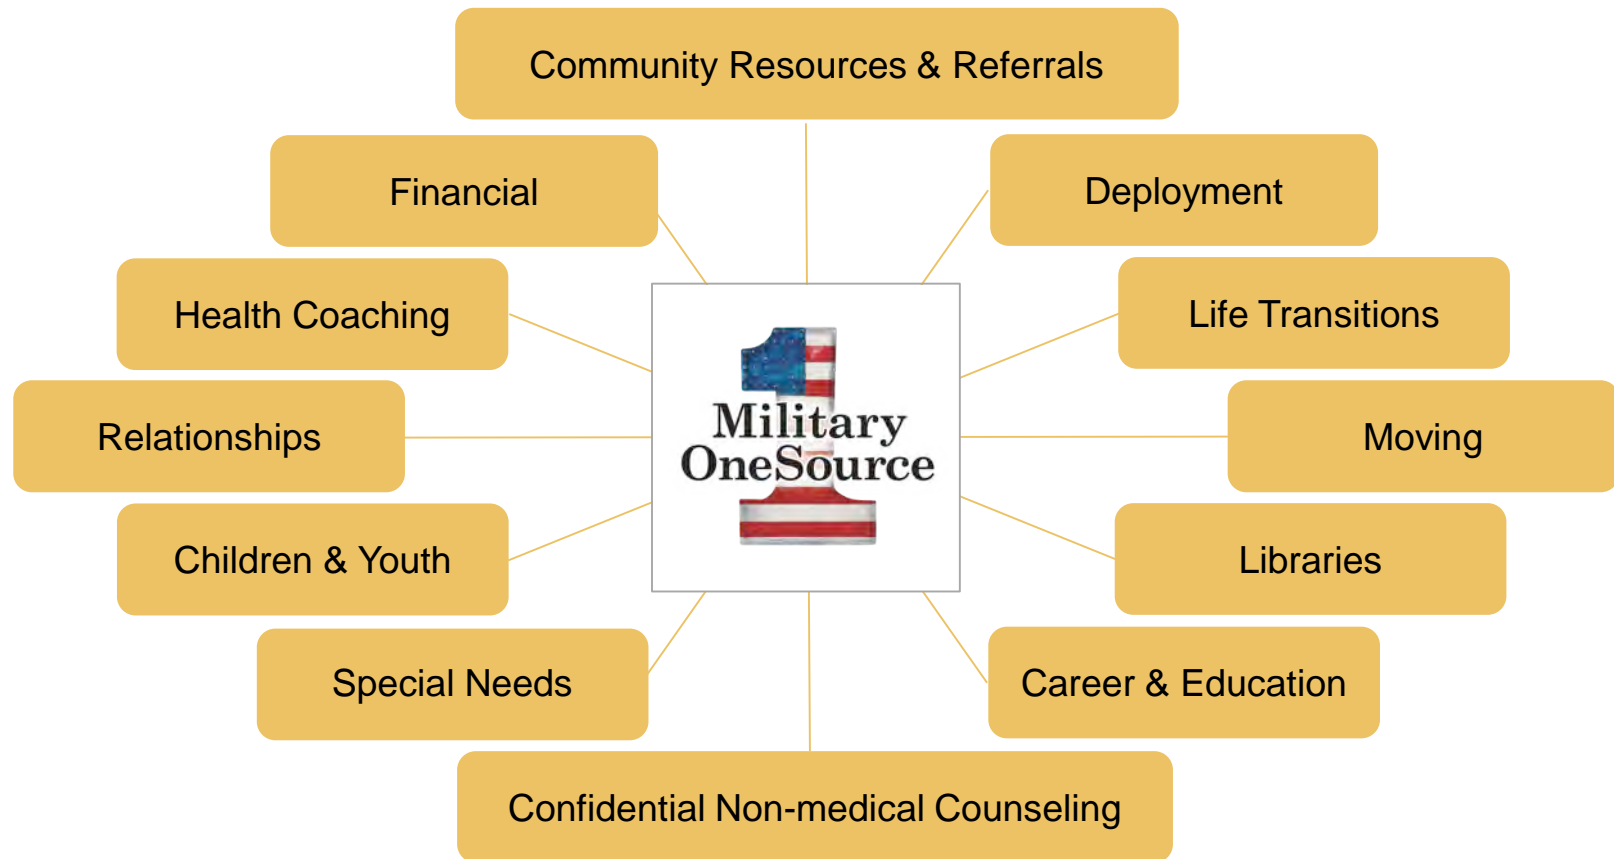 Community Resources & Referrals
Financial
Deployment
Health Coaching
Life Transitions
Military
OneSource
Relationships
Moving
Children & Youth
Libraries
Special Needs
Career & Education
Confidential Non-medical Counseling